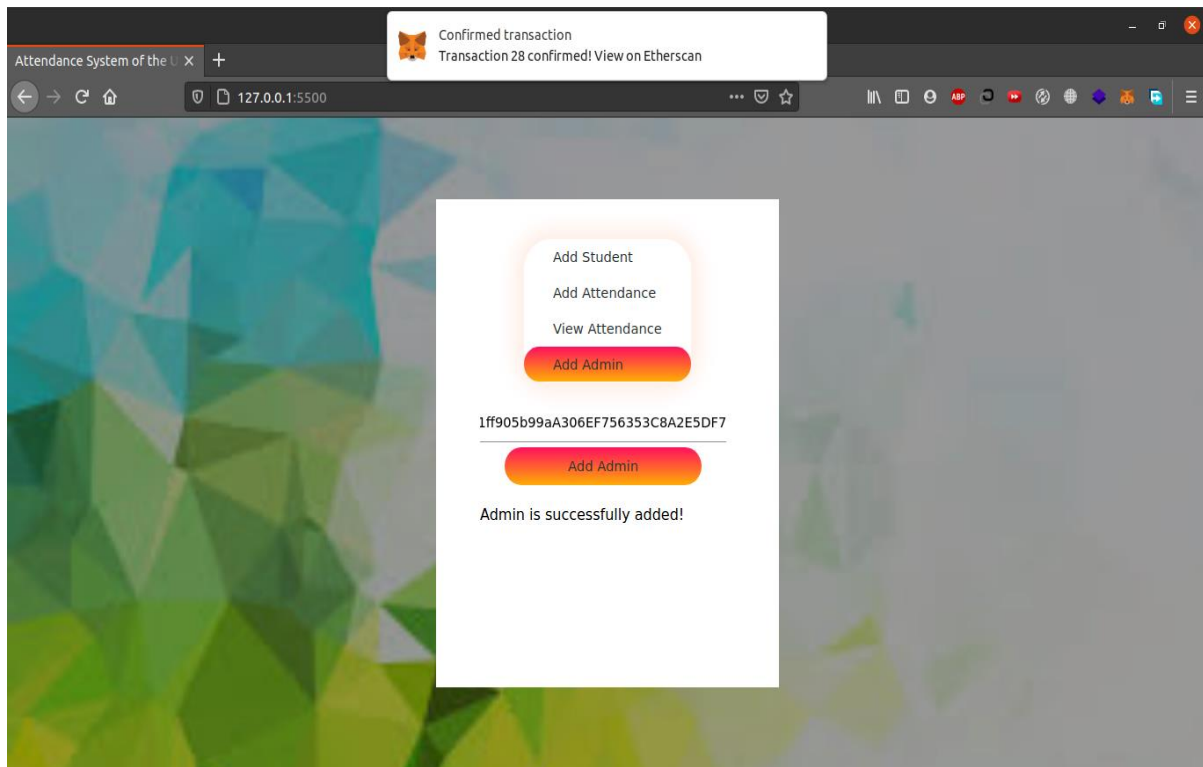 Confirmed transaction
Transaction 28 confirmed! View on Etherscan
Attendance System of the U
127.0.0.1:5500
ABP
Add Student
Add Attendance
View Attendance
Add Admin
1ff905b99aA306EF756353C8A2E5DF7
Add Admin
Admin is successfully added!